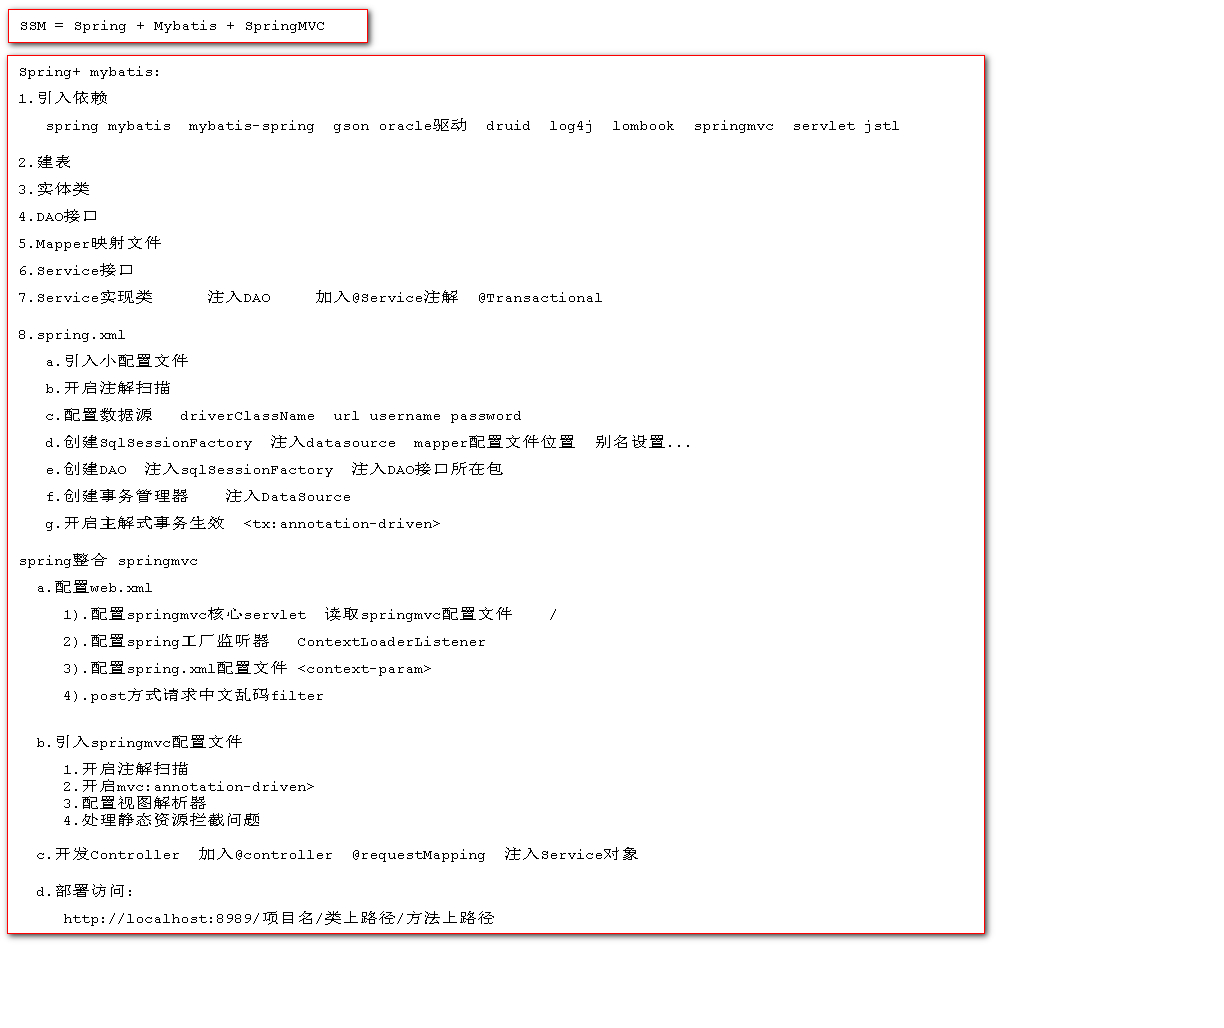 SSM = Spring + Mybatis + SpringMVC
Spring+ mybatis:
1.引入依赖
spring mybatis  mybatis-spring  gson oracle驱动  druid  log4j  lombook  springmvc  servlet jstl
2.建表
3.实体类
4.DAO接口
5.Mapper映射文件
6.Service接口
7.Service实现类      注入DAO     加入@Service注解  @Transactional
8.spring.xml
a.引入小配置文件
b.开启注解扫描
c.配置数据源   driverClassName  url username password
d.创建SqlSessionFactory  注入datasource  mapper配置文件位置  别名设置...
e.创建DAO  注入sqlSessionFactory  注入DAO接口所在包
f.创建事务管理器    注入DataSource
g.开启主解式事务生效  <tx:annotation-driven>
spring整合 springmvc
a.配置web.xml
1).配置springmvc核心servlet  读取springmvc配置文件    /
2).配置spring工厂监听器   ContextLoaderListener
3).配置spring.xml配置文件 <context-param>
4).post方式请求中文乱码filter
b.引入springmvc配置文件
1.开启注解扫描
2.开启mvc:annotation-driven>
3.配置视图解析器
4.处理静态资源拦截问题
c.开发Controller  加入@controller  @requestMapping  注入Service对象
d.部署访问:
http://localhost:8989/项目名/类上路径/方法上路径